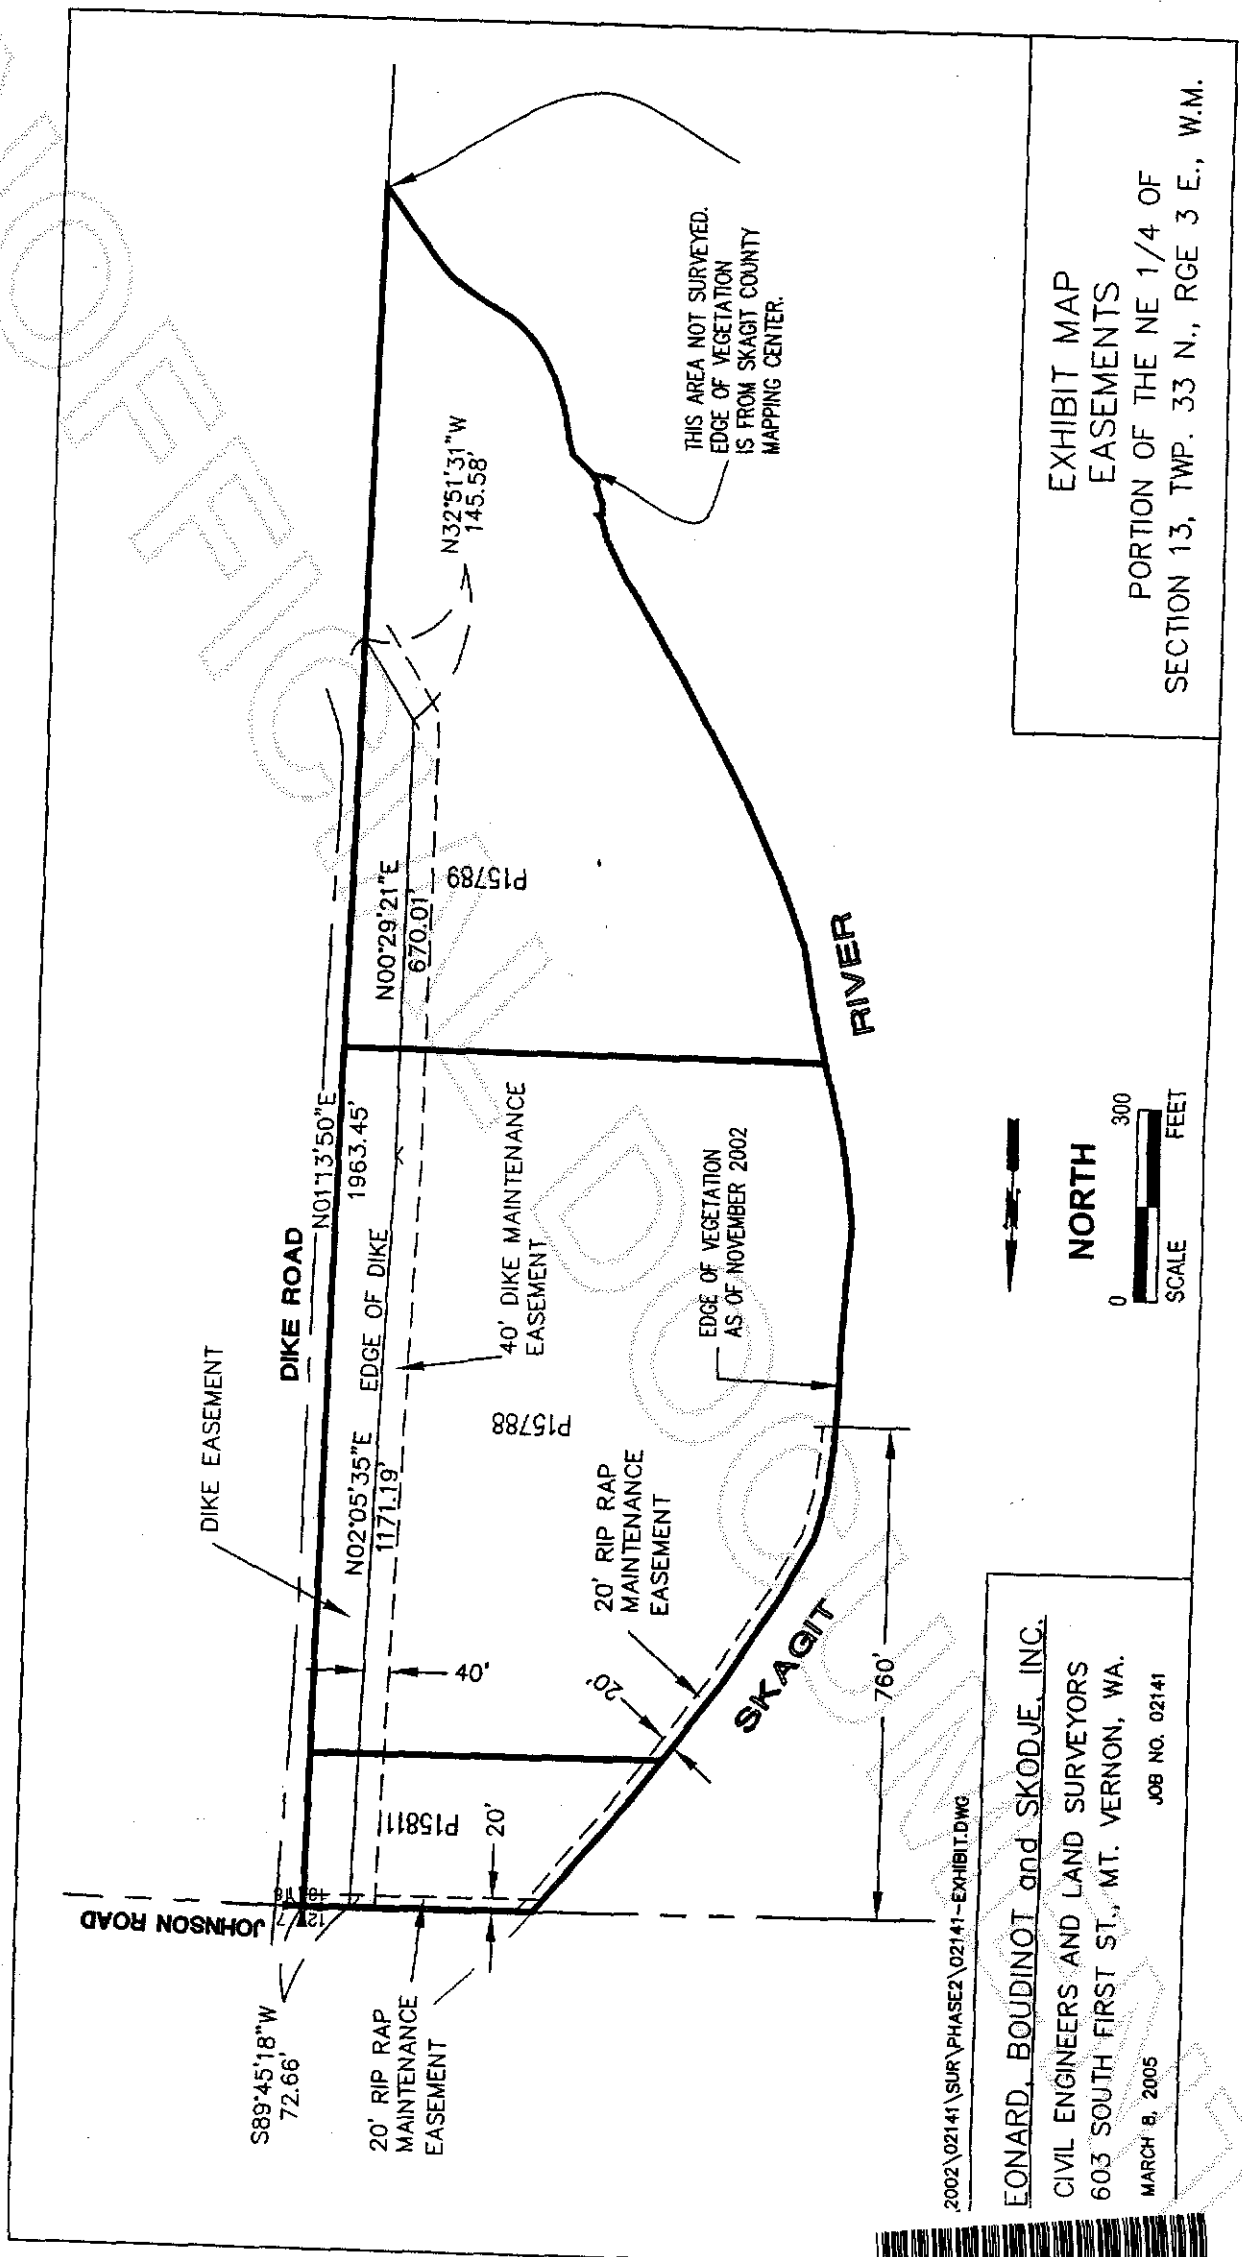 S89°45'18"W
72.66'
20' RIP RAP
MAINTENANCE
EASEMENT
JOHNSON ROAD
7
18
12
13
DIKE EASEMENT
DIKE ROAD
N01°13'50"E
1963.45'
N02°05'35"E
1171.19'
EDGE OF DIKE
N00°29'21"E
670.01'
N32°51'31"W
145.58'
40' DIKE MAINTENANCE
EASEMENT
40'
20'
P15811
P15788
P15789
20' RIP RAP
MAINTENANCE
EASEMENT
20'
EDGE OF VEGETATION
AS OF NOVEMBER 2002
THIS AREA NOT SURVEYED.
EDGE OF VEGETATION
IS FROM SKAGIT COUNTY
MAPPING CENTER.
SKAGIT
RIVER
760'
NORTH
0
300
SCALE
FEET
2002\02141\SUR\PHASE2\02141-EXHIBIT.DWG
EONARD, BOUDINOT and SKODJE, INC.
CIVIL ENGINEERS AND LAND SURVEYORS
603 SOUTH FIRST ST., MT. VERNON, WA.
MARCH 8, 2005
JOB NO. 02141
EXHIBIT MAP
EASEMENTS
PORTION OF THE NE 1/4 OF
SECTION 13, TWP. 33 N., RGE 3 E., W.M.
UNOFFICIAL DOCUMENT